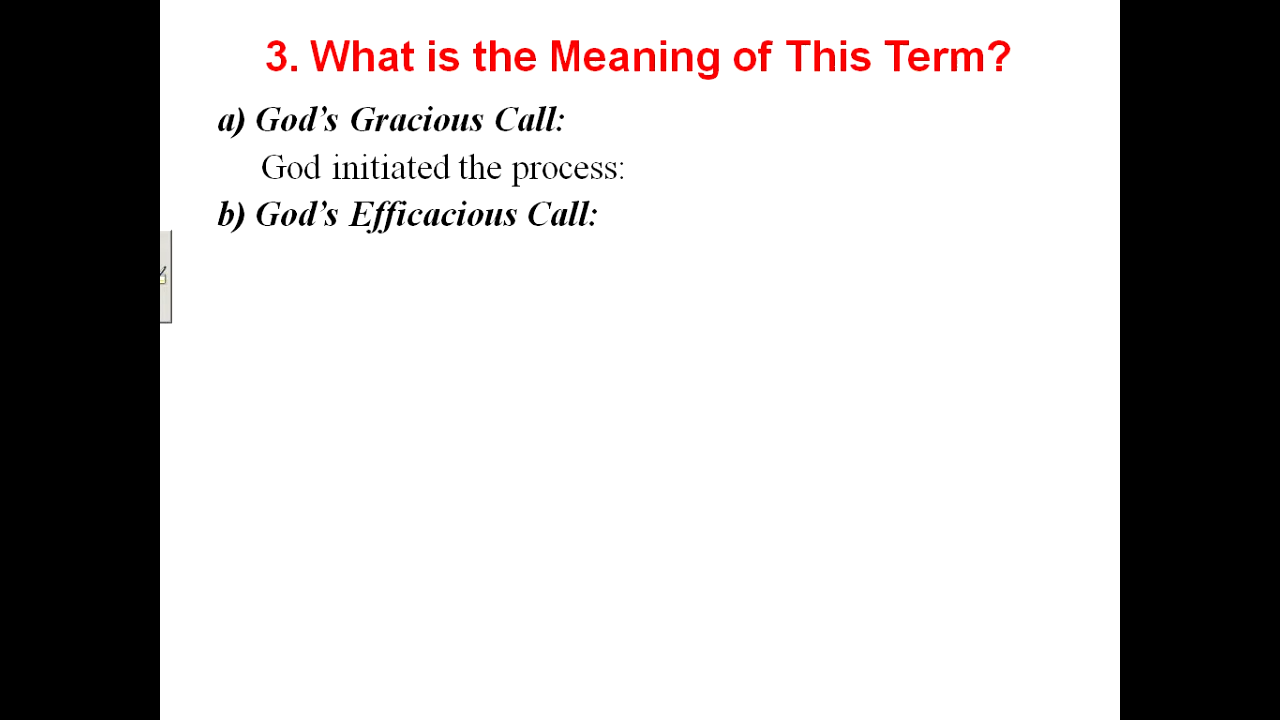 3. What is the Meaning of This Term?
a) God’s Gracious Call:
God initiated the process:
b) God’s Efficacious Call: